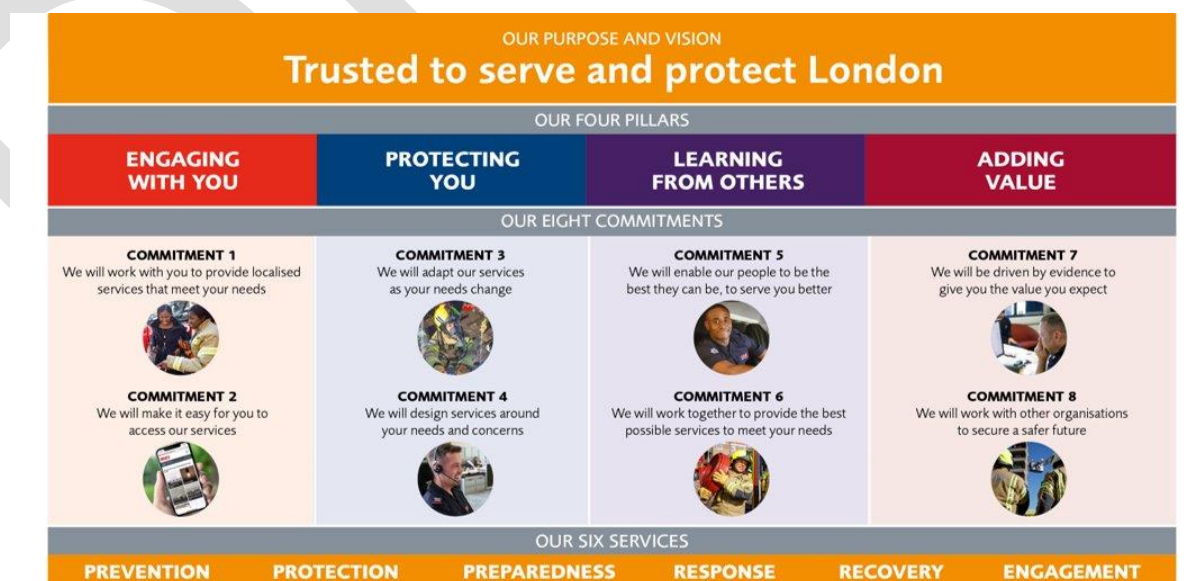 OUR PURPOSE AND VISION
Trusted to serve and protect London
OUR FOUR PILLARS
ENGAGING
WITH YOU
PROTECTING
YOU
LEARNING
FROM OTHERS
ADDING
VALUE
OUR EIGHT COMMITMENTS
COMMITMENT 1
We will work with you to provide localised
services that meet your needs
COMMITMENT 2
We will make it easy for you to
access our services
COMMITMENT 3
We will adapt our services
as your needs change
COMMITMENT 4
We will design services around
your needs and concerns
COMMITMENT 5
We will enable our people to be the
best they can be, to serve you better
COMMITMENT 6
We will work together to provide the best
possible services to meet your needs
COMMITMENT 7
We will be driven by evidence to
give you the value you expect
COMMITMENT 8
We will work with other organisations
to secure a safer future
OUR SIX SERVICES
PREVENTION PROTECTION PREPAREDNESS RESPONSE RECOVERY ENGAGEMENT